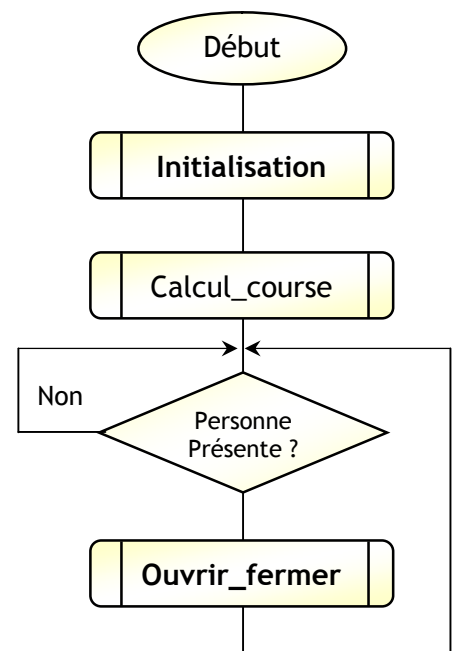 Début
Initialisation
Calcul_course
Non
Personne
Présente ?
Ouvrir_fermer